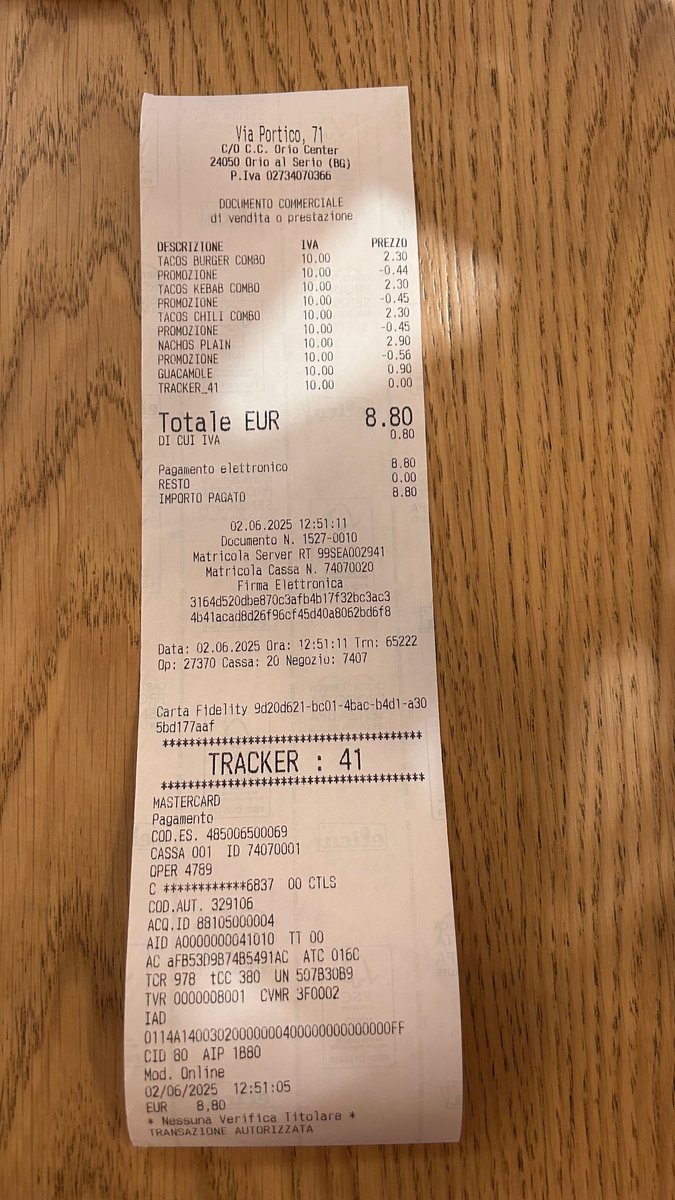 Via Portico, 71
C/O C.C. Orio Center
24050 Orio al Serio (BG)
P.Iva 02734070366
DOCUMENTO COMMERCIALE
di vendita o prestazione
DESCRIZIONE IVA PREZZO
TACOS BURGER COMBO 10.00 2.30
PROMOZIONE 10.00 -0.44
TACOS KEBAB COMBO 10.00 2.30
PROMOZIONE 10.00 -0.45
TACOS CHILI COMBO 10.00 2.30
PROMOZIONE 10.00 -0.45
NACHOS PLAIN 10.00 2.90
PROMOZIONE 10.00 -0.56
GUACAMOLE 10.00 0.90
TRACKER_41 10.00 0.00
Totale EUR 8.80
DI CUI IVA 0.80
Pagamento elettronico 8.80
RESTO 0.00
IMPORTO PAGATO 8.80
02.06.2025 12:51:11
Documento N. 1527-0010
Matricola Server RT 99SEA002941
Matricola Cassa N. 74070020
Firma Elettronica
3164d520dbe870c3afb4b17f32bc3ac3
4b41acad8d26f96cf45d40a8062bd6f8
Data: 02.06.2025 Ora: 12:51:11 Trn: 65222
Op: 27370 Cassa: 20 Negozio: 7407
Carta Fidelity 9d20d621-bc01-4bac-b4d1-a30
5bd177aaf
***************************************
TRACKER : 41
***************************************
MASTERCARD
Pagamento
COD.ES. 485006500069
CASSA 001 ID 74070001
OPER 4789
C ************6837 00 CTLS
COD.AUT. 329106
ACQ.ID 88105000004
AID A0000000041010 TT 00
AC aFB53D9B74B5491AC ATC 016C
TCR 978 tCC 380 UN 507B30B9
TVR 0000008001 CVMR 3F0002
IAD
0114A14003020000000400000000000000FF
CID 80 AIP 1B80
Mod. Online
02/06/2025 12:51:05
EUR 8,80
* Nessuna Verifica Titolare *
TRANSAZIONE AUTORIZZATA